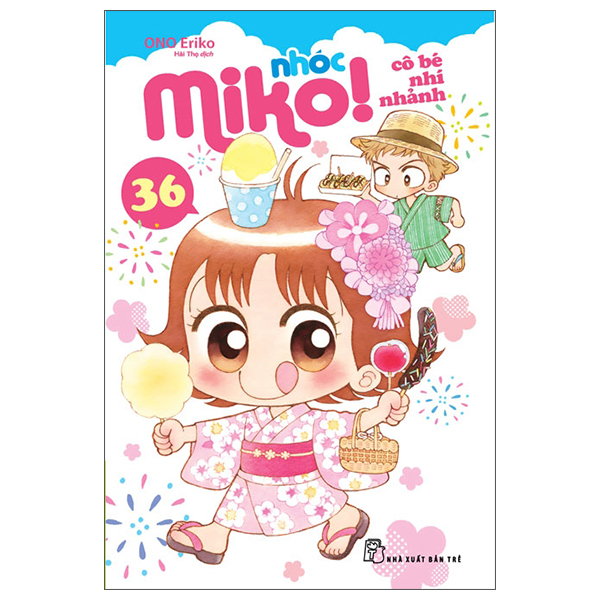 ONO Eriko
Hải Thọ dịch
nhóc
miko!
cô bé
nhí
nhảnh
36
NHÀ XUẤT BẢN TRẺ